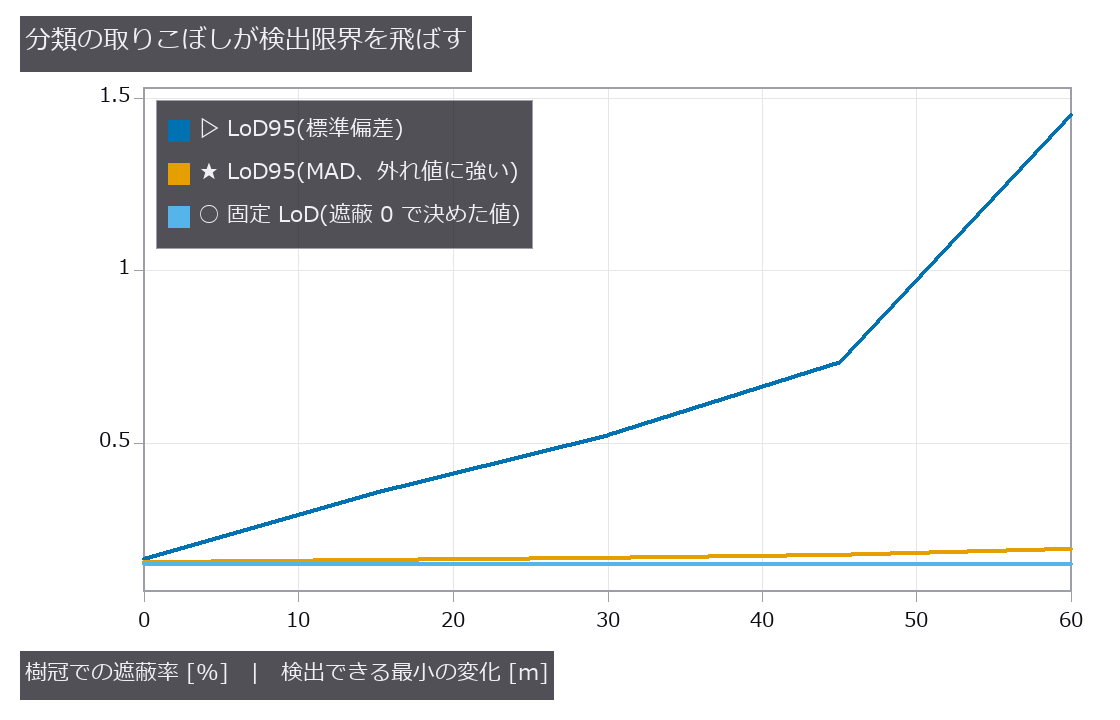 分類の取りこぼしが検出限界を飛ばす
1.5
▷ LoD95(標準偏差)
★ LoD95(MAD、外れ値に強い)
○ 固定 LoD(遮蔽 0 で決めた値)
1
0.5
0 10 20 30 40 50 60
樹冠での遮蔽率 [%] | 検出できる最小の変化 [m]